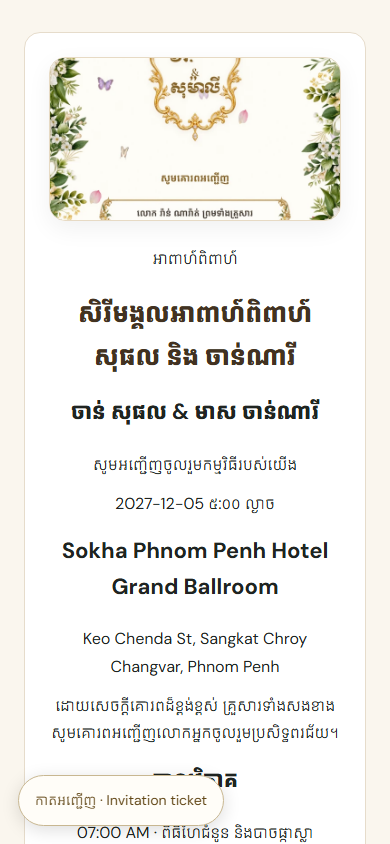 សុម៉ាលី
សូមគោរពអញ្ជើញ
អាពាហ៍ពិពាហ៍
សិរីមង្គលអាពាហ៍ពិពាហ៍
សុផល និង ចាន់ណារី
ចាន់ សុផល & មាស ចាន់ណារី
សូមអញ្ជើញចូលរួមកម្មវិធីរបស់យើង
2027-12-05 ៥:០០ ល្ងាច
Sokha Phnom Penh Hotel
Grand Ballroom
Keo Chenda St, Sangkat Chroy
Changvar, Phnom Penh
ដោយសេចក្តីគោរពដ៏ខ្ពង់ខ្ពស់ គ្រួសារទាំងសងខាង
សូមគោរពអញ្ជើញលោកអ្នកចូលរួមប្រសិទ្ធពរជ័យ។
កាតអញ្ជើញ · Invitation ticket
07:00 AM · ពិធីហែជំនូន និងបាចផ្កាស្លា